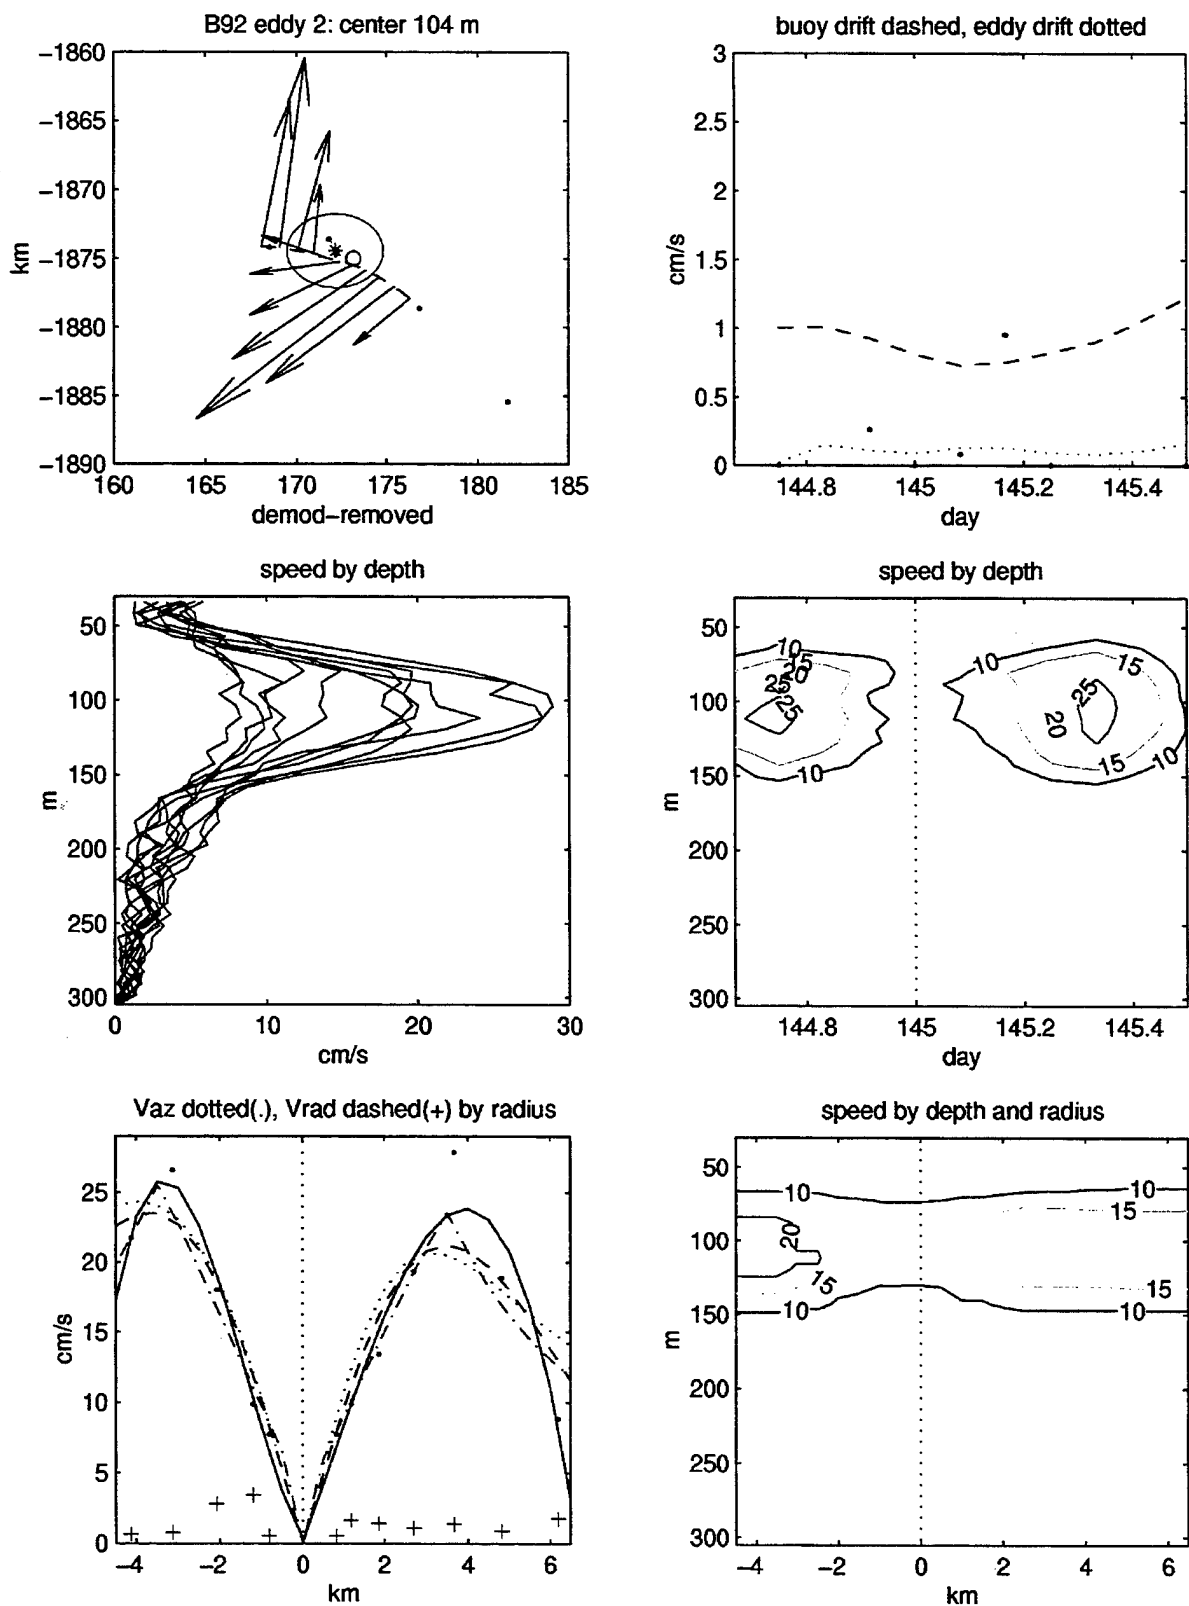 B92 eddy 2: center 104 m
−1860
−1865
−1870
−1875
−1880
−1885
−1890
km
160 165 170 175 180 185
demod−removed
buoy drift dashed, eddy drift dotted
3
2.5
2
1.5
1
0.5
0
cm/s
144.8 145 145.2 145.4
day
speed by depth
50
100
150
200
250
300
m
0 10 20 30
cm/s
speed by depth
50
100
150
200
250
300
m
10
15
20
25
25
10
10
15
25
20
15
10
144.8 145 145.2 145.4
day
Vaz dotted(.), Vrad dashed(+) by radius
25
20
15
10
5
0
cm/s
−4 −2 0 2 4 6
km
speed by depth and radius
50
100
150
200
250
300
m
10
20
15
10
10
15
15
10
−4 −2 0 2 4 6
km